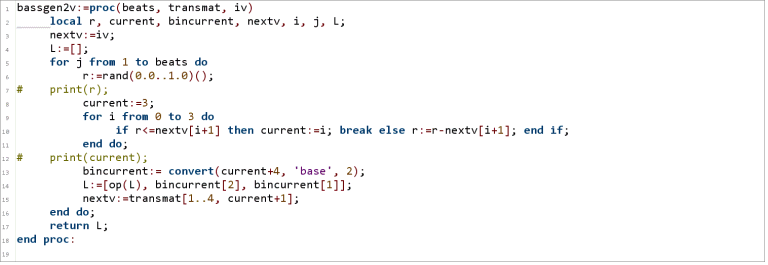 1 bassgen2v:=proc(beats, transmat, iv)
2 local r, current, bincurrent, nextv, i, j, L;
3 nextv:=iv;
4 L:=[];
5 for j from 1 to beats do
6 r:=rand(0.0..1.0)();
7 # print(r);
8 current:=3;
9 for i from 0 to 3 do
10 if r<=nextv[i+1] then current:=i; break else r:=r-nextv[i+1]; end if;
11 end do;
12 # print(current);
13 bincurrent:= convert(current+4, 'base', 2);
14 L:=[op(L), bincurrent[2], bincurrent[1]];
15 nextv:=transmat[1..4, current+1];
16 end do;
17 return L;
18 end proc:
19